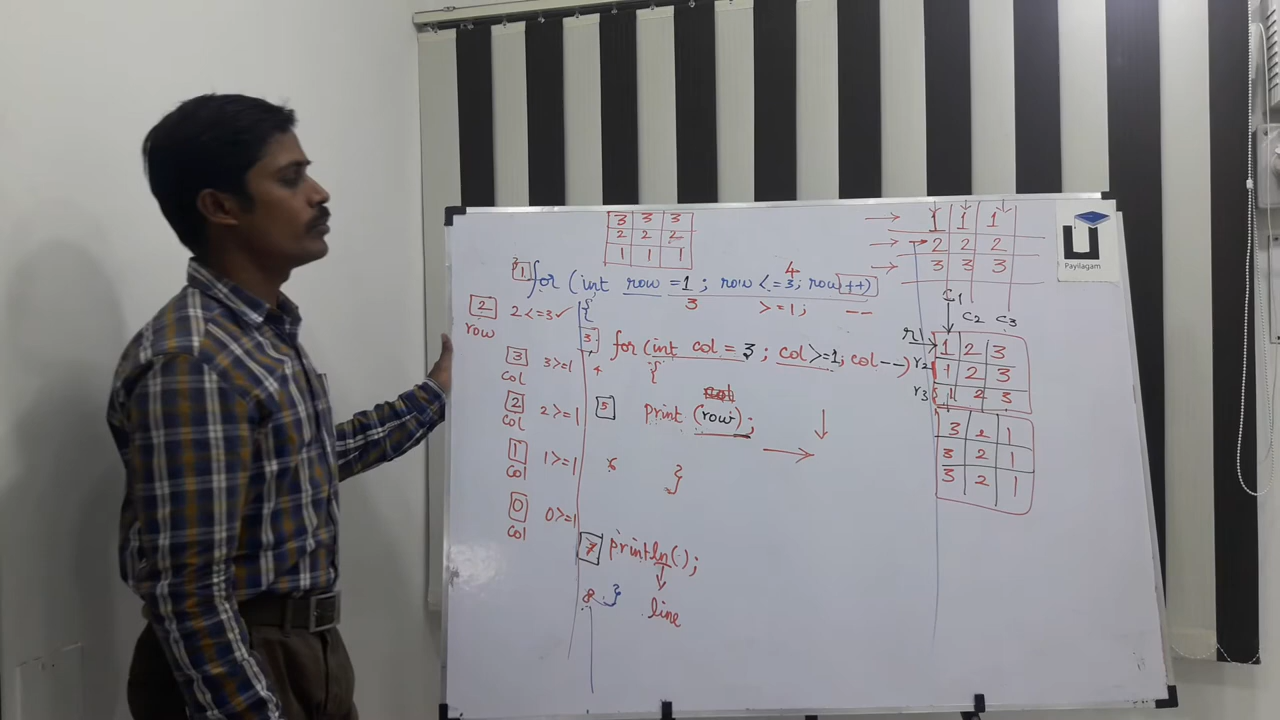 3 3 3
2 2 2
1 1 1
1 for (int row = 1 ; row <= 3; row ++)
4
3 >= 1; --
2 2 <= 3 ✓ {
row
3 for (int col = 3 ; col >= 1, col --)
3 3 >= 1 4 {
col
2 2 >= 1 5 print (row) ;
col
1 1 >= 1 }
col
0 0 >= 1
col
7 println(.) ;
8 }
line
1 1 1
2 2 2
3 3 3
Payilagam
C1
C2 C3
r1 1 2 3
r2 1 2 3
r3 1 2 3
3 2 1
3 2 1
3 2 1